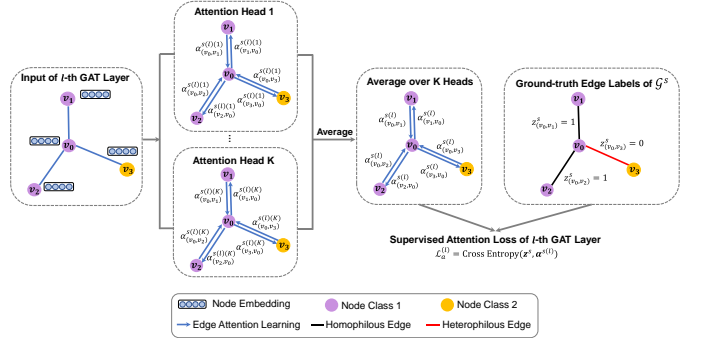 Input of l-th GAT Layer
v₁
v₀
v₂
v₃
Attention Head 1
v₁
α^{s(l)(1)}_{(v₀,v₁)}
α^{s(l)(1)}_{(v₁,v₀)}
v₀
α^{s(l)(1)}_{(v₀,v₃)}
α^{s(l)(1)}_{(v₀,v₂)}
v₃
α^{s(l)(1)}_{(v₃,v₀)}
v₂
α^{s(l)(1)}_{(v₂,v₀)}
⋮
Attention Head K
v₁
α^{s(l)(K)}_{(v₀,v₁)}
α^{s(l)(K)}_{(v₁,v₀)}
v₀
α^{s(l)(K)}_{(v₀,v₃)}
α^{s(l)(K)}_{(v₀,v₂)}
v₃
α^{s(l)(K)}_{(v₃,v₀)}
v₂
α^{s(l)(K)}_{(v₂,v₀)}
Average
Average over K Heads
v₁
α^{s(l)}_{(v₀,v₁)}
α^{s(l)}_{(v₁,v₀)}
v₀
α^{s(l)}_{(v₀,v₃)}
α^{s(l)}_{(v₀,v₂)}
v₃
α^{s(l)}_{(v₃,v₀)}
v₂
α^{s(l)}_{(v₂,v₀)}
Ground-truth Edge Labels of 𝒢ˢ
v₁
z^s_{(v₀,v₁)} = 1
v₀
z^s_{(v₀,v₃)} = 0
v₃
z^s_{(v₀,v₂)} = 1
v₂
Supervised Attention Loss of l-th GAT Layer
ℒ_a^{(l)} = Cross Entropy(𝒛ˢ, 𝜶^{s(l)})
Node Embedding
Node Class 1
Node Class 2
Edge Attention Learning
Homophilous Edge
Heterophilous Edge